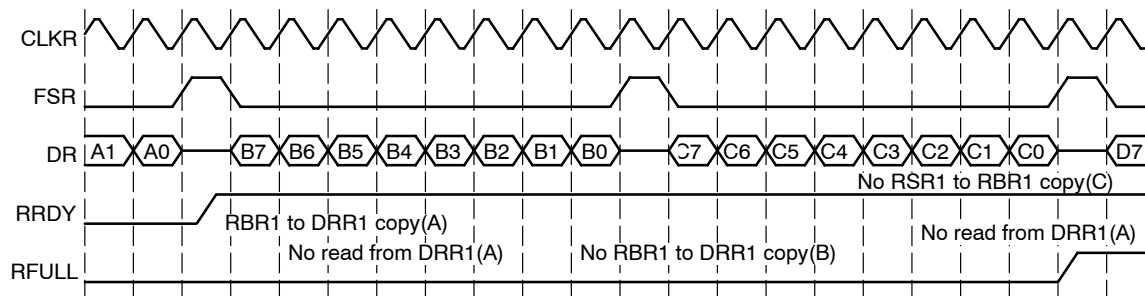 CLKR
FSR
DR A1 A0 B7 B6 B5 B4 B3 B2 B1 B0 C7 C6 C5 C4 C3 C2 C1 C0 D7
No RSR1 to RBR1 copy(C)
RRDY
RBR1 to DRR1 copy(A)
No read from DRR1(A)
No RBR1 to DRR1 copy(B)
No read from DRR1(A)
RFULL